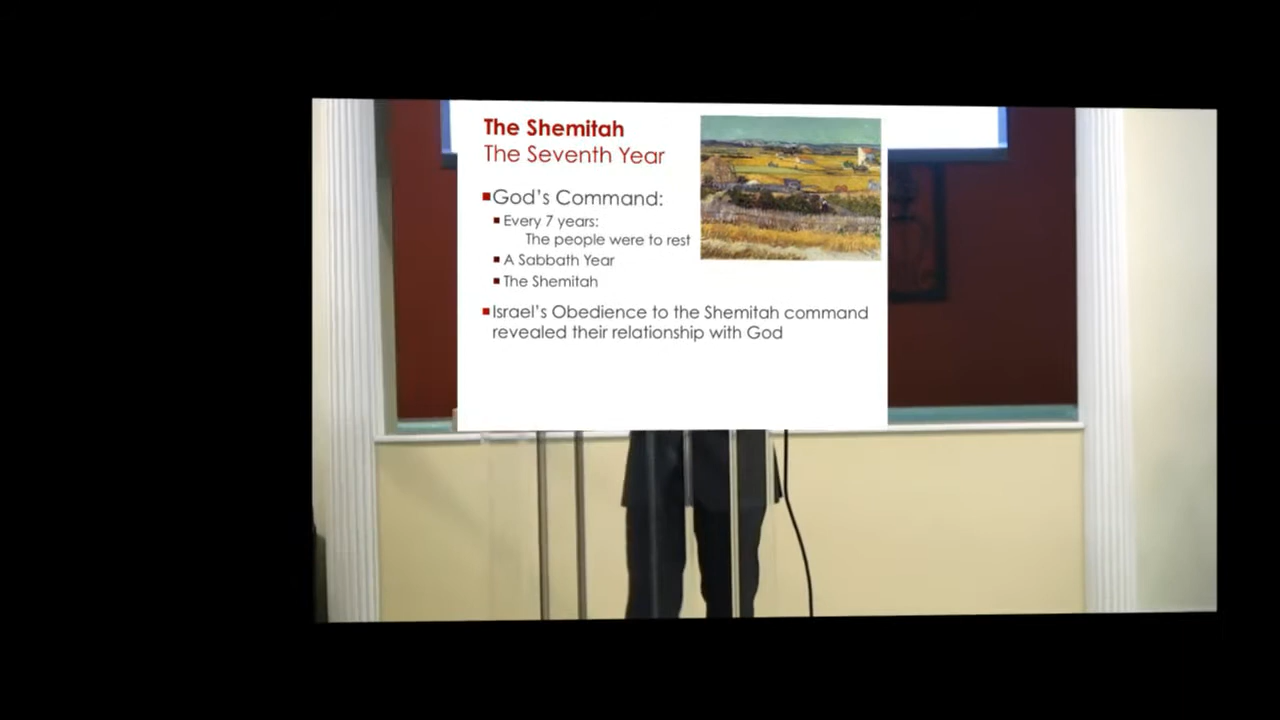 The Shemitah
The Seventh Year
God's Command:
Every 7 years:
The people were to rest
A Sabbath Year
The Shemitah
Israel's Obedience to the Shemitah command
revealed their relationship with God